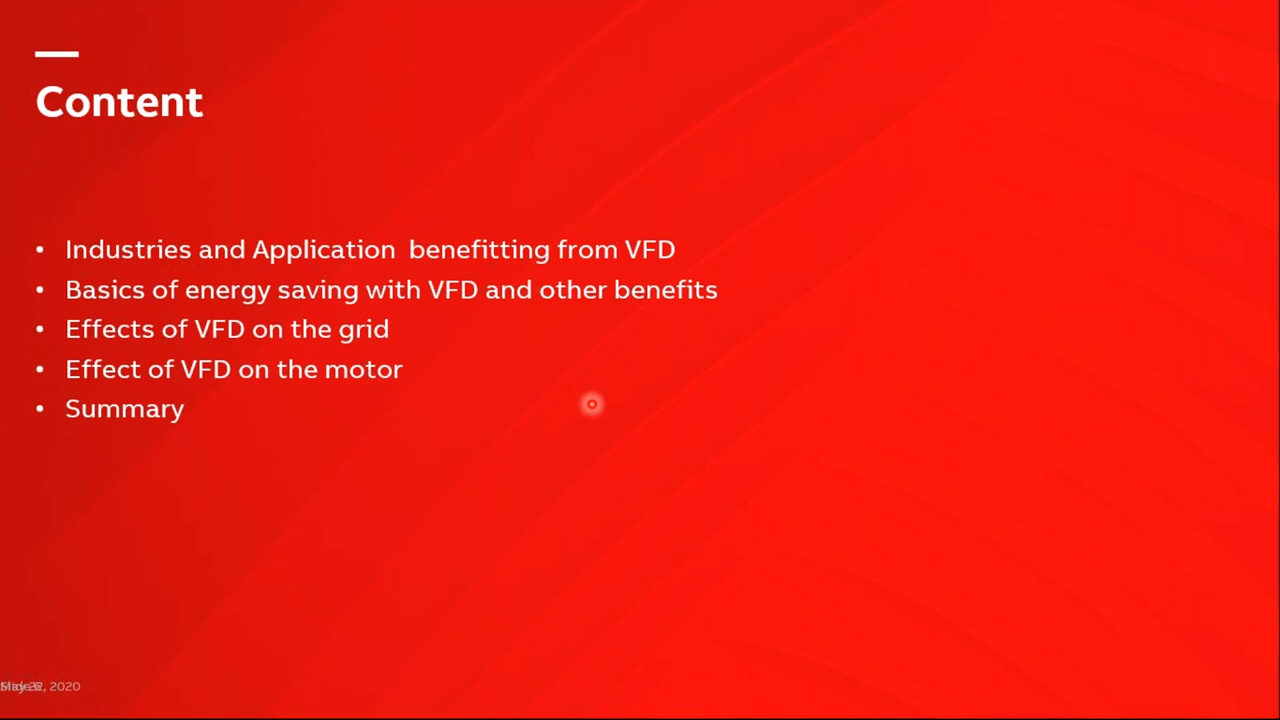 Content
• Industries and Application  benefitting from VFD
• Basics of energy saving with VFD and other benefits
• Effects of VFD on the grid
• Effect of VFD on the motor
• Summary
2020